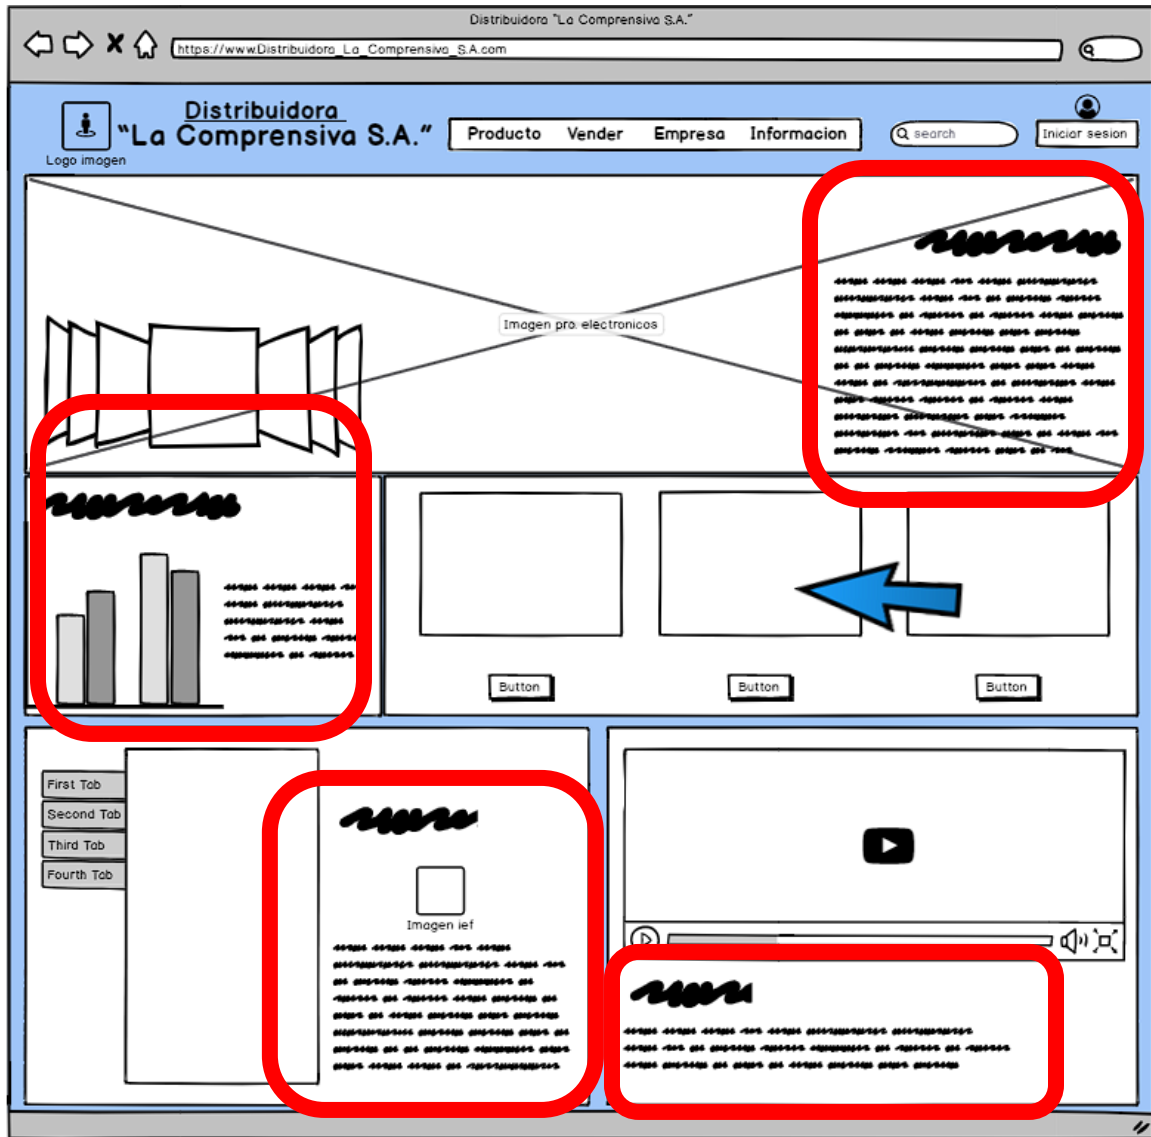 Distribuidora "La Comprensiva S.A."
https://www.Distribuidora_La_Comprensiva_S.A.com
Distribuidora
"La Comprensiva S.A."
Logo imagen
Producto Vender Empresa Informacion
search
Iniciar sesion
Imagen pro. electronicos
Button
Button
Button
First Tab
Second Tab
Third Tab
Fourth Tab
Imagen ief